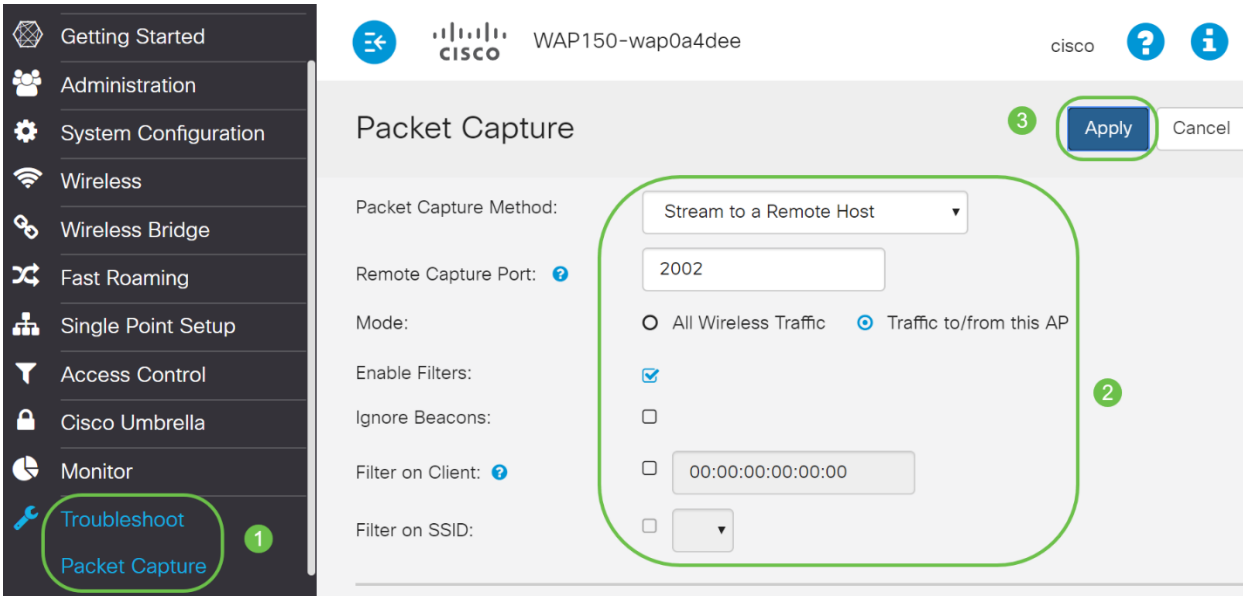 Getting Started
Administration
System Configuration
Wireless
Wireless Bridge
Fast Roaming
Single Point Setup
Access Control
Cisco Umbrella
Monitor
Troubleshoot
Packet Capture
1
cisco WAP150-wap0a4dee cisco ? i
Packet Capture 3 Apply Cancel
Packet Capture Method: Stream to a Remote Host
Remote Capture Port: ? 2002
Mode: All Wireless Traffic Traffic to/from this AP
Enable Filters:
2
Ignore Beacons:
Filter on Client: ? 00:00:00:00:00:00
Filter on SSID: